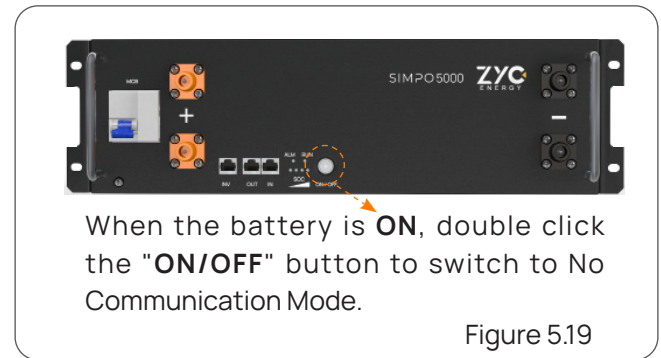 MCB
SIMPO5000 ZYC
ENERGY
+
−
ALM RUN
SOC
INV OUT IN ON/OFF
When the battery is ON, double click
the "ON/OFF" button to switch to No
Communication Mode.
Figure 5.19